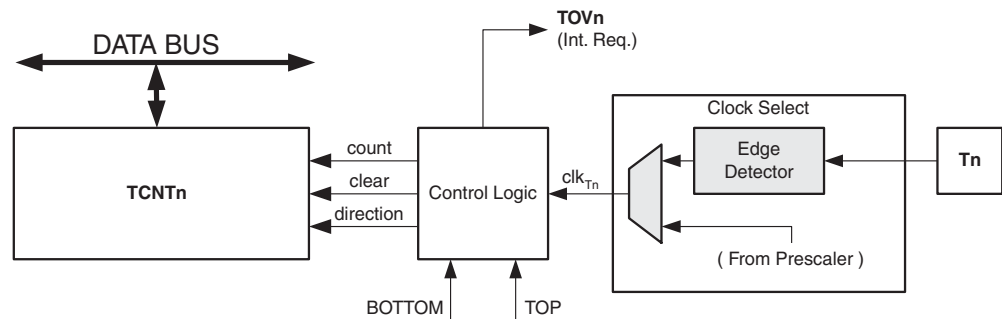 TOVn
(Int. Req.)
DATA BUS
Clock Select
Edge
Detector
Tn
count
clear
direction
TCNTn
Control Logic
clkTn
( From Prescaler )
BOTTOM
TOP